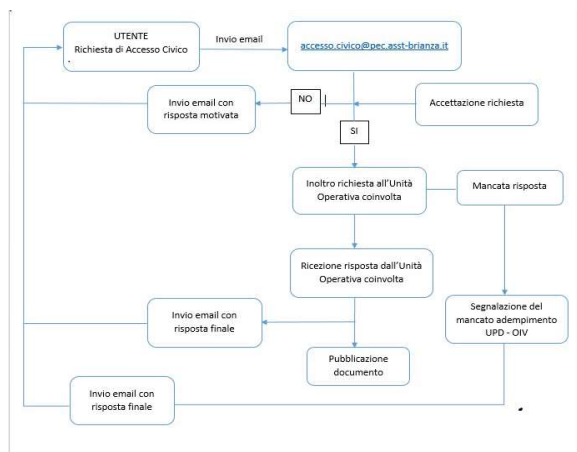 UTENTE
Richiesta di Accesso Civico
Invio email
accesso.civico@pec.asst-brianza.it
Invio email con
risposta motivata
NO
Accettazione richiesta
SI
Inoltro richiesta all'Unità
Operativa coinvolta
Mancata risposta
Ricezione risposta dall'Unità
Operativa coinvolta
Invio email con
risposta finale
Segnalazione del
mancato adempimento
UPD - OIV
Pubblicazione
documento
Invio email con
risposta finale